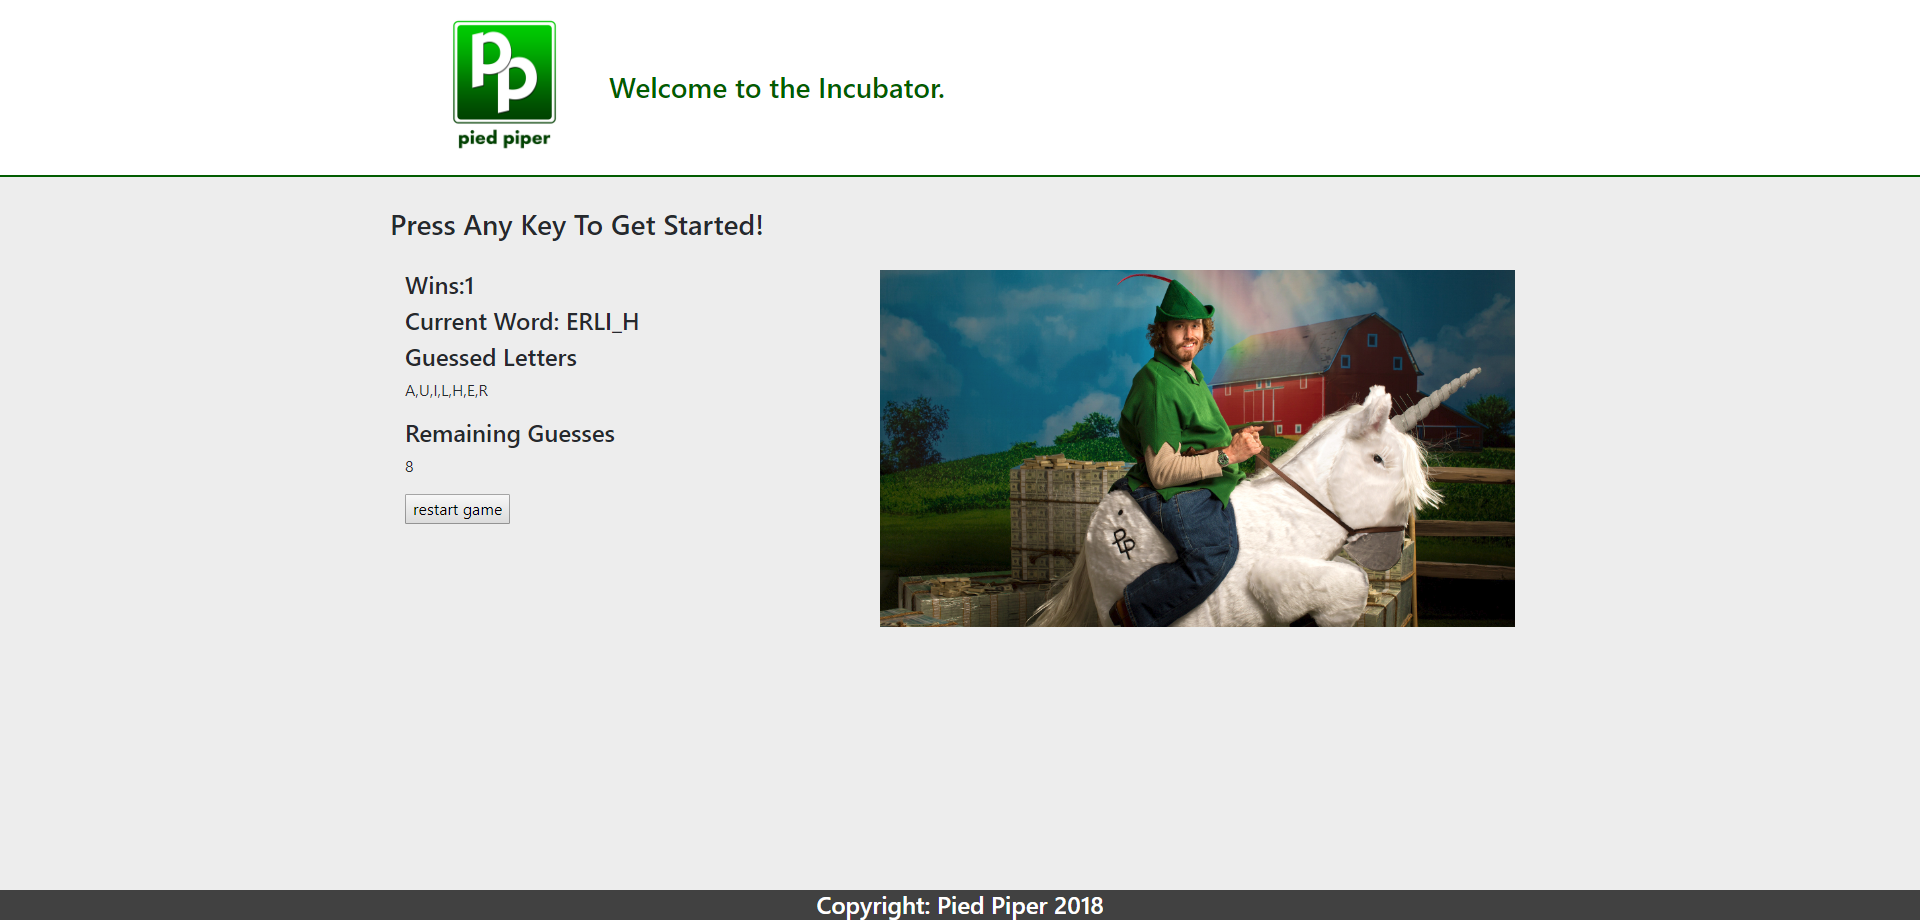 pp
pied piper
Welcome to the Incubator.
Press Any Key To Get Started!
Wins:1
Current Word: ERLI_H
Guessed Letters
A,U,I,L,H,E,R
Remaining Guesses
8
restart game
pp
Copyright: Pied Piper 2018